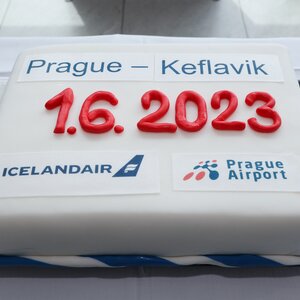 Prague – Keflavik
1.6.2023
ICELANDAIR
Prague
Airport